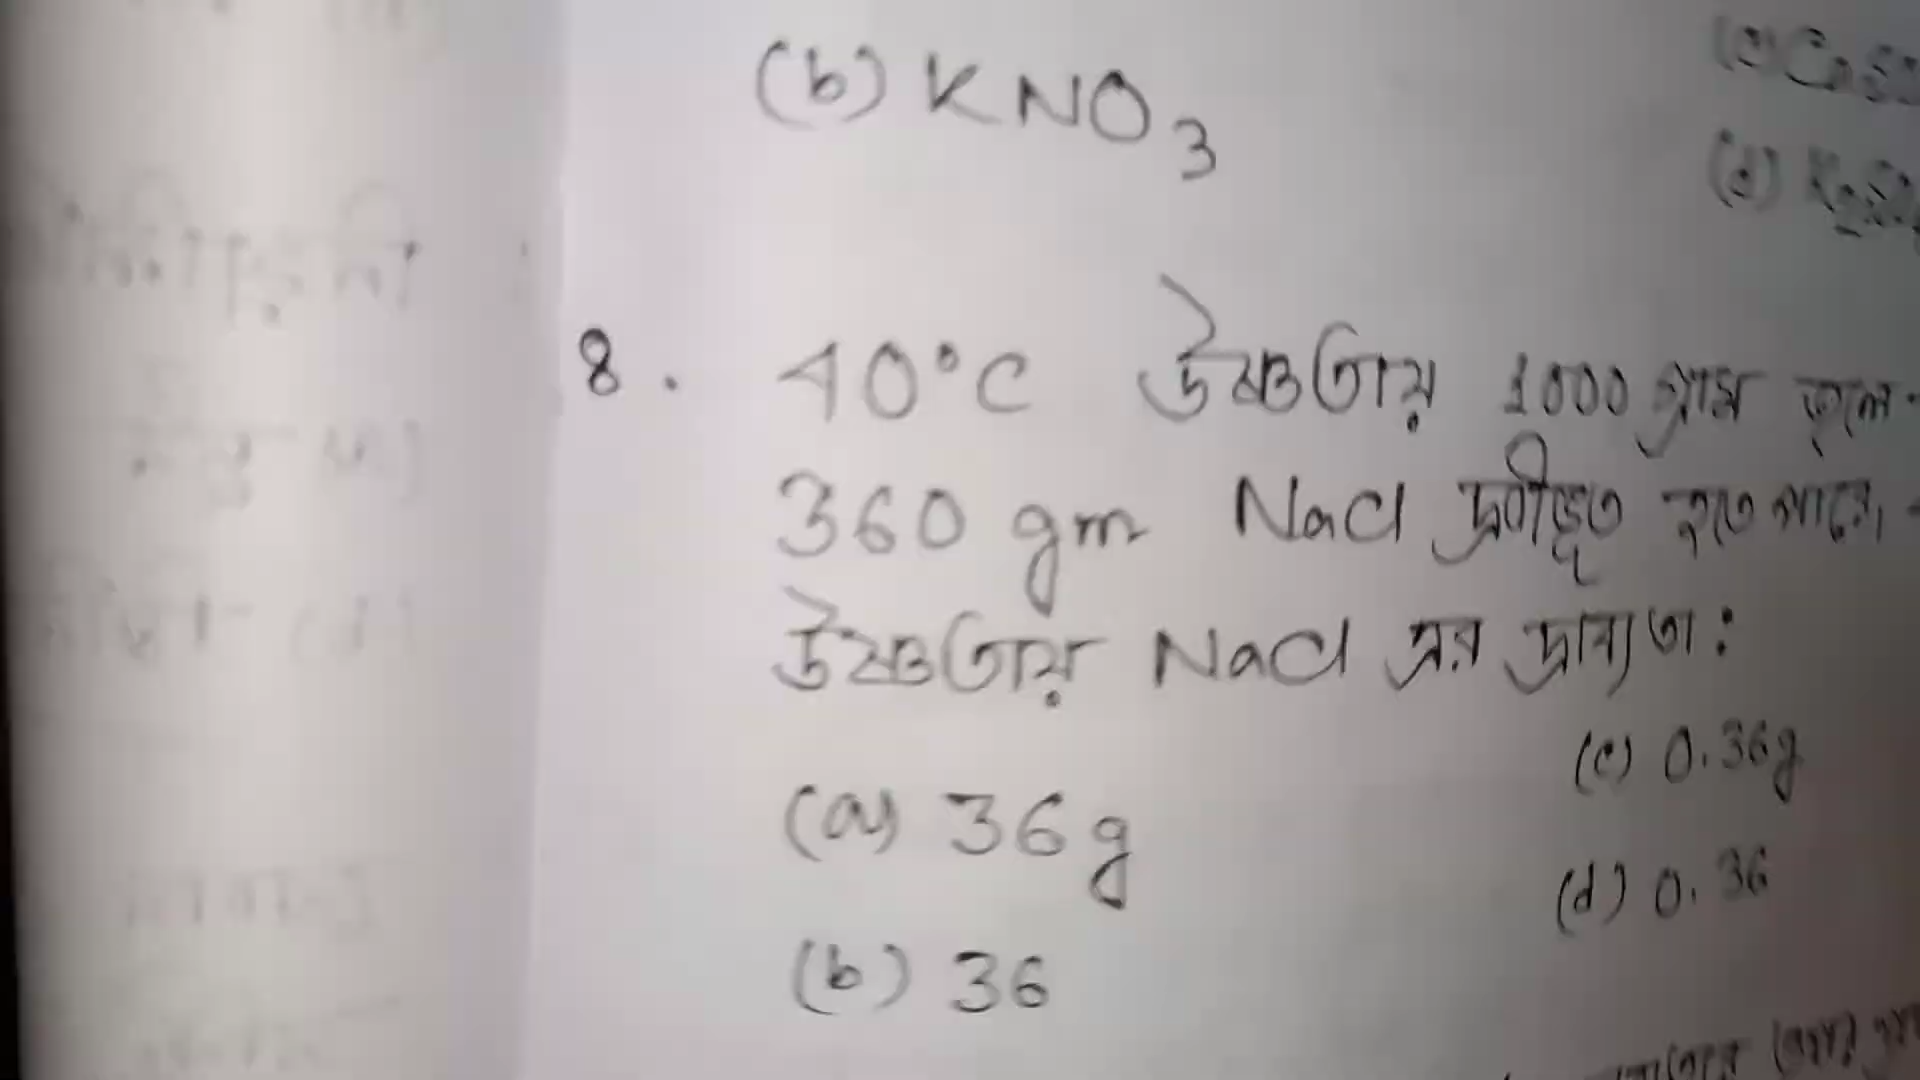 (b) KNO₃
8. 40°C উষ্ণতায় 1000 গ্রাম জলে
360 gm NaCl দ্রবীভূত হতে পারে,
উষ্ণতায় NaCl এর দ্রাব্যতা:
(a) 36g
(c) 0.36g
(b) 36
(d) 0.36